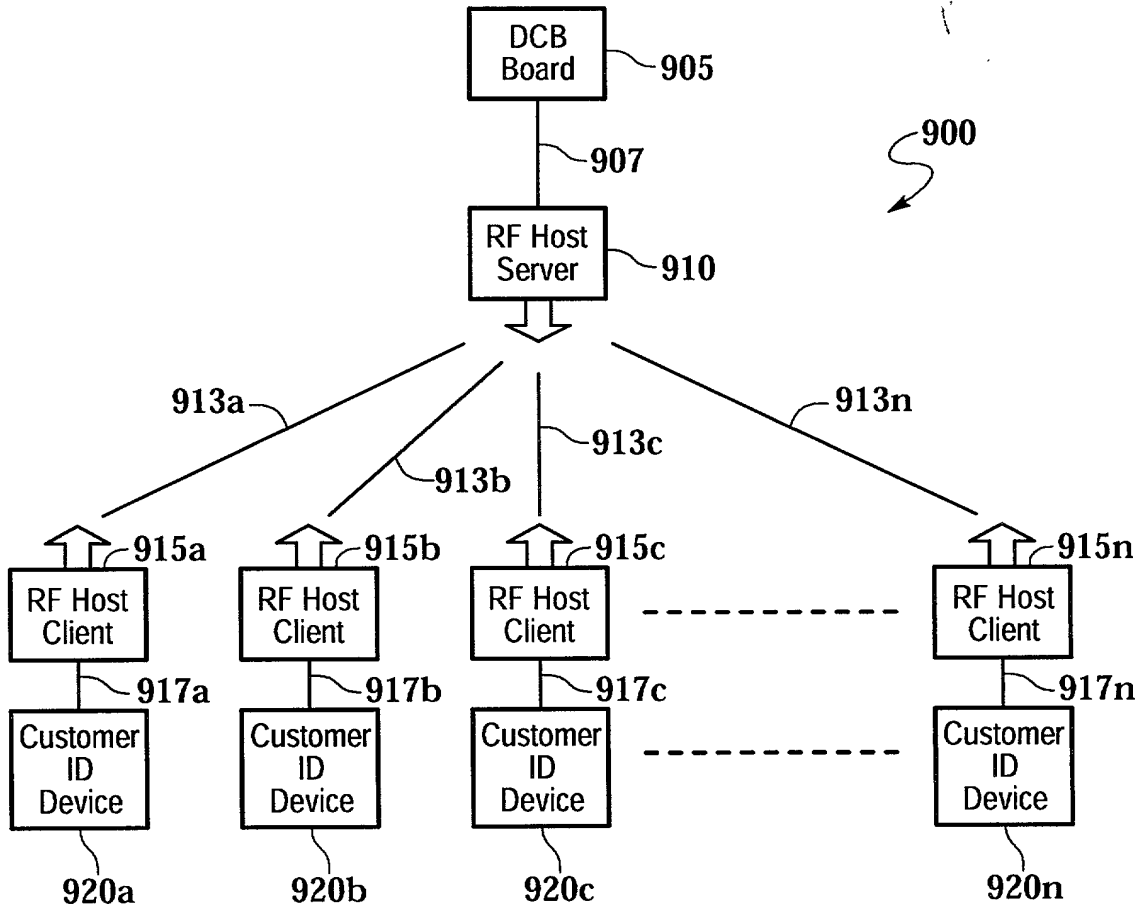 DCB
Board
905
907
900
RF Host
Server
910
913a
913b
913c
913n
915a
915b
915c
915n
RF Host
Client
RF Host
Client
RF Host
Client
RF Host
Client
917a
917b
917c
917n
Customer
ID
Device
Customer
ID
Device
Customer
ID
Device
Customer
ID
Device
920a
920b
920c
920n